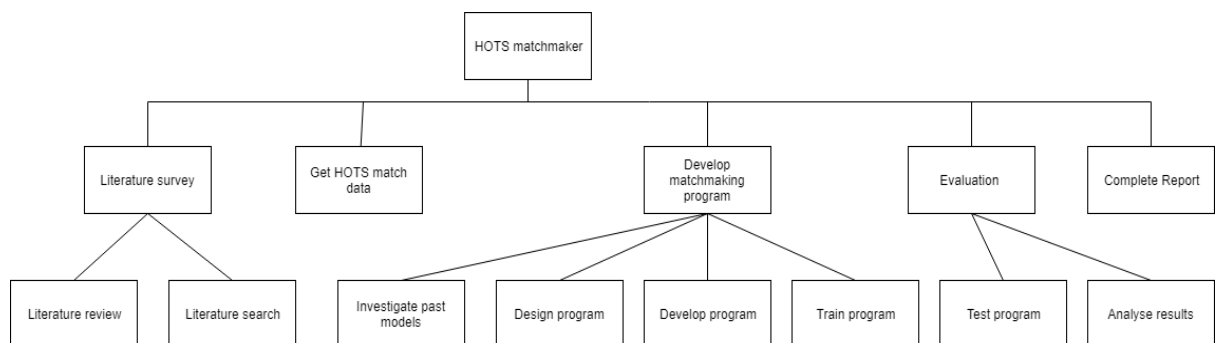 HOTS matchmaker
Literature survey
Get HOTS match
data
Develop
matchmaking
program
Evaluation
Complete Report
Literature review
Literature search
Investigate past
models
Design program
Develop program
Train program
Test program
Analyse results